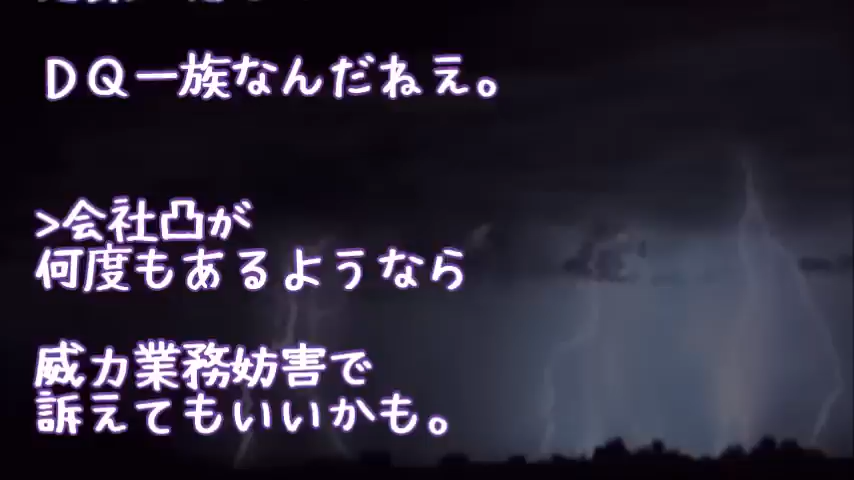 ＤＱ一族なんだねえ。
>会社凸が
何度もあるようなら
威力業務妨害で
訴えてもいいかも。